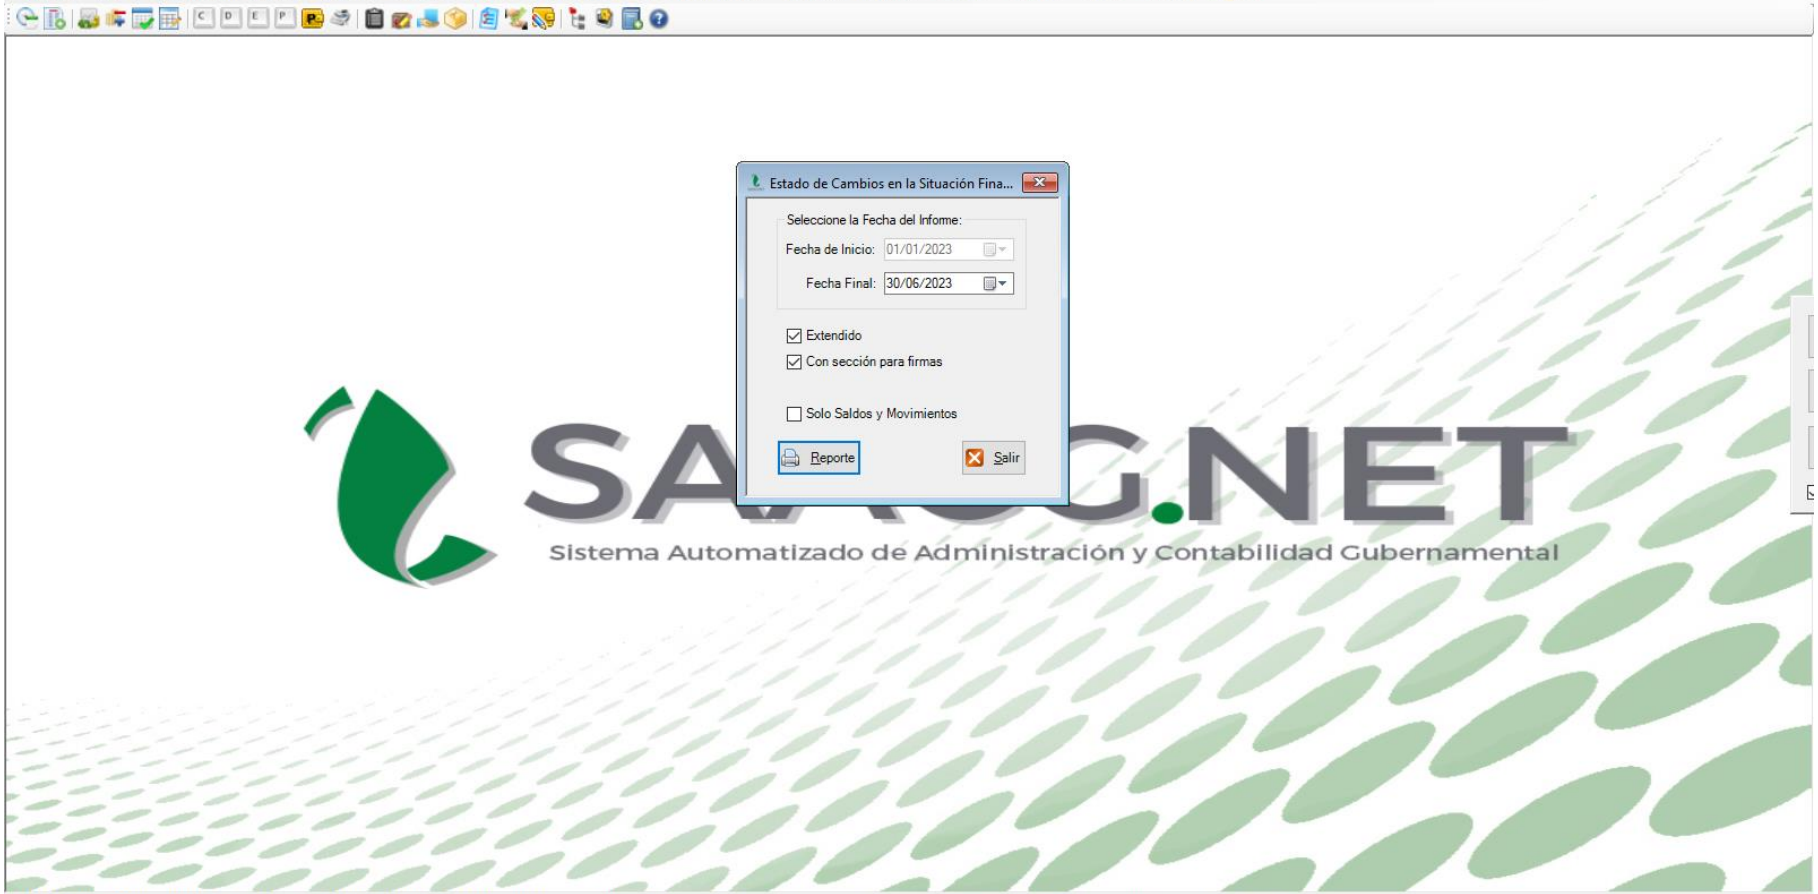 C D E P P
Estado de Cambios en la Situación Fina...
Seleccione la Fecha del Informe:
Fecha de Inicio: 01/01/2023
Fecha Final: 30/06/2023
Extendido
Con sección para firmas
Solo Saldos y Movimientos
Reporte Salir
SAACG.NET
Sistema Automatizado de Administración y Contabilidad Gubernamental